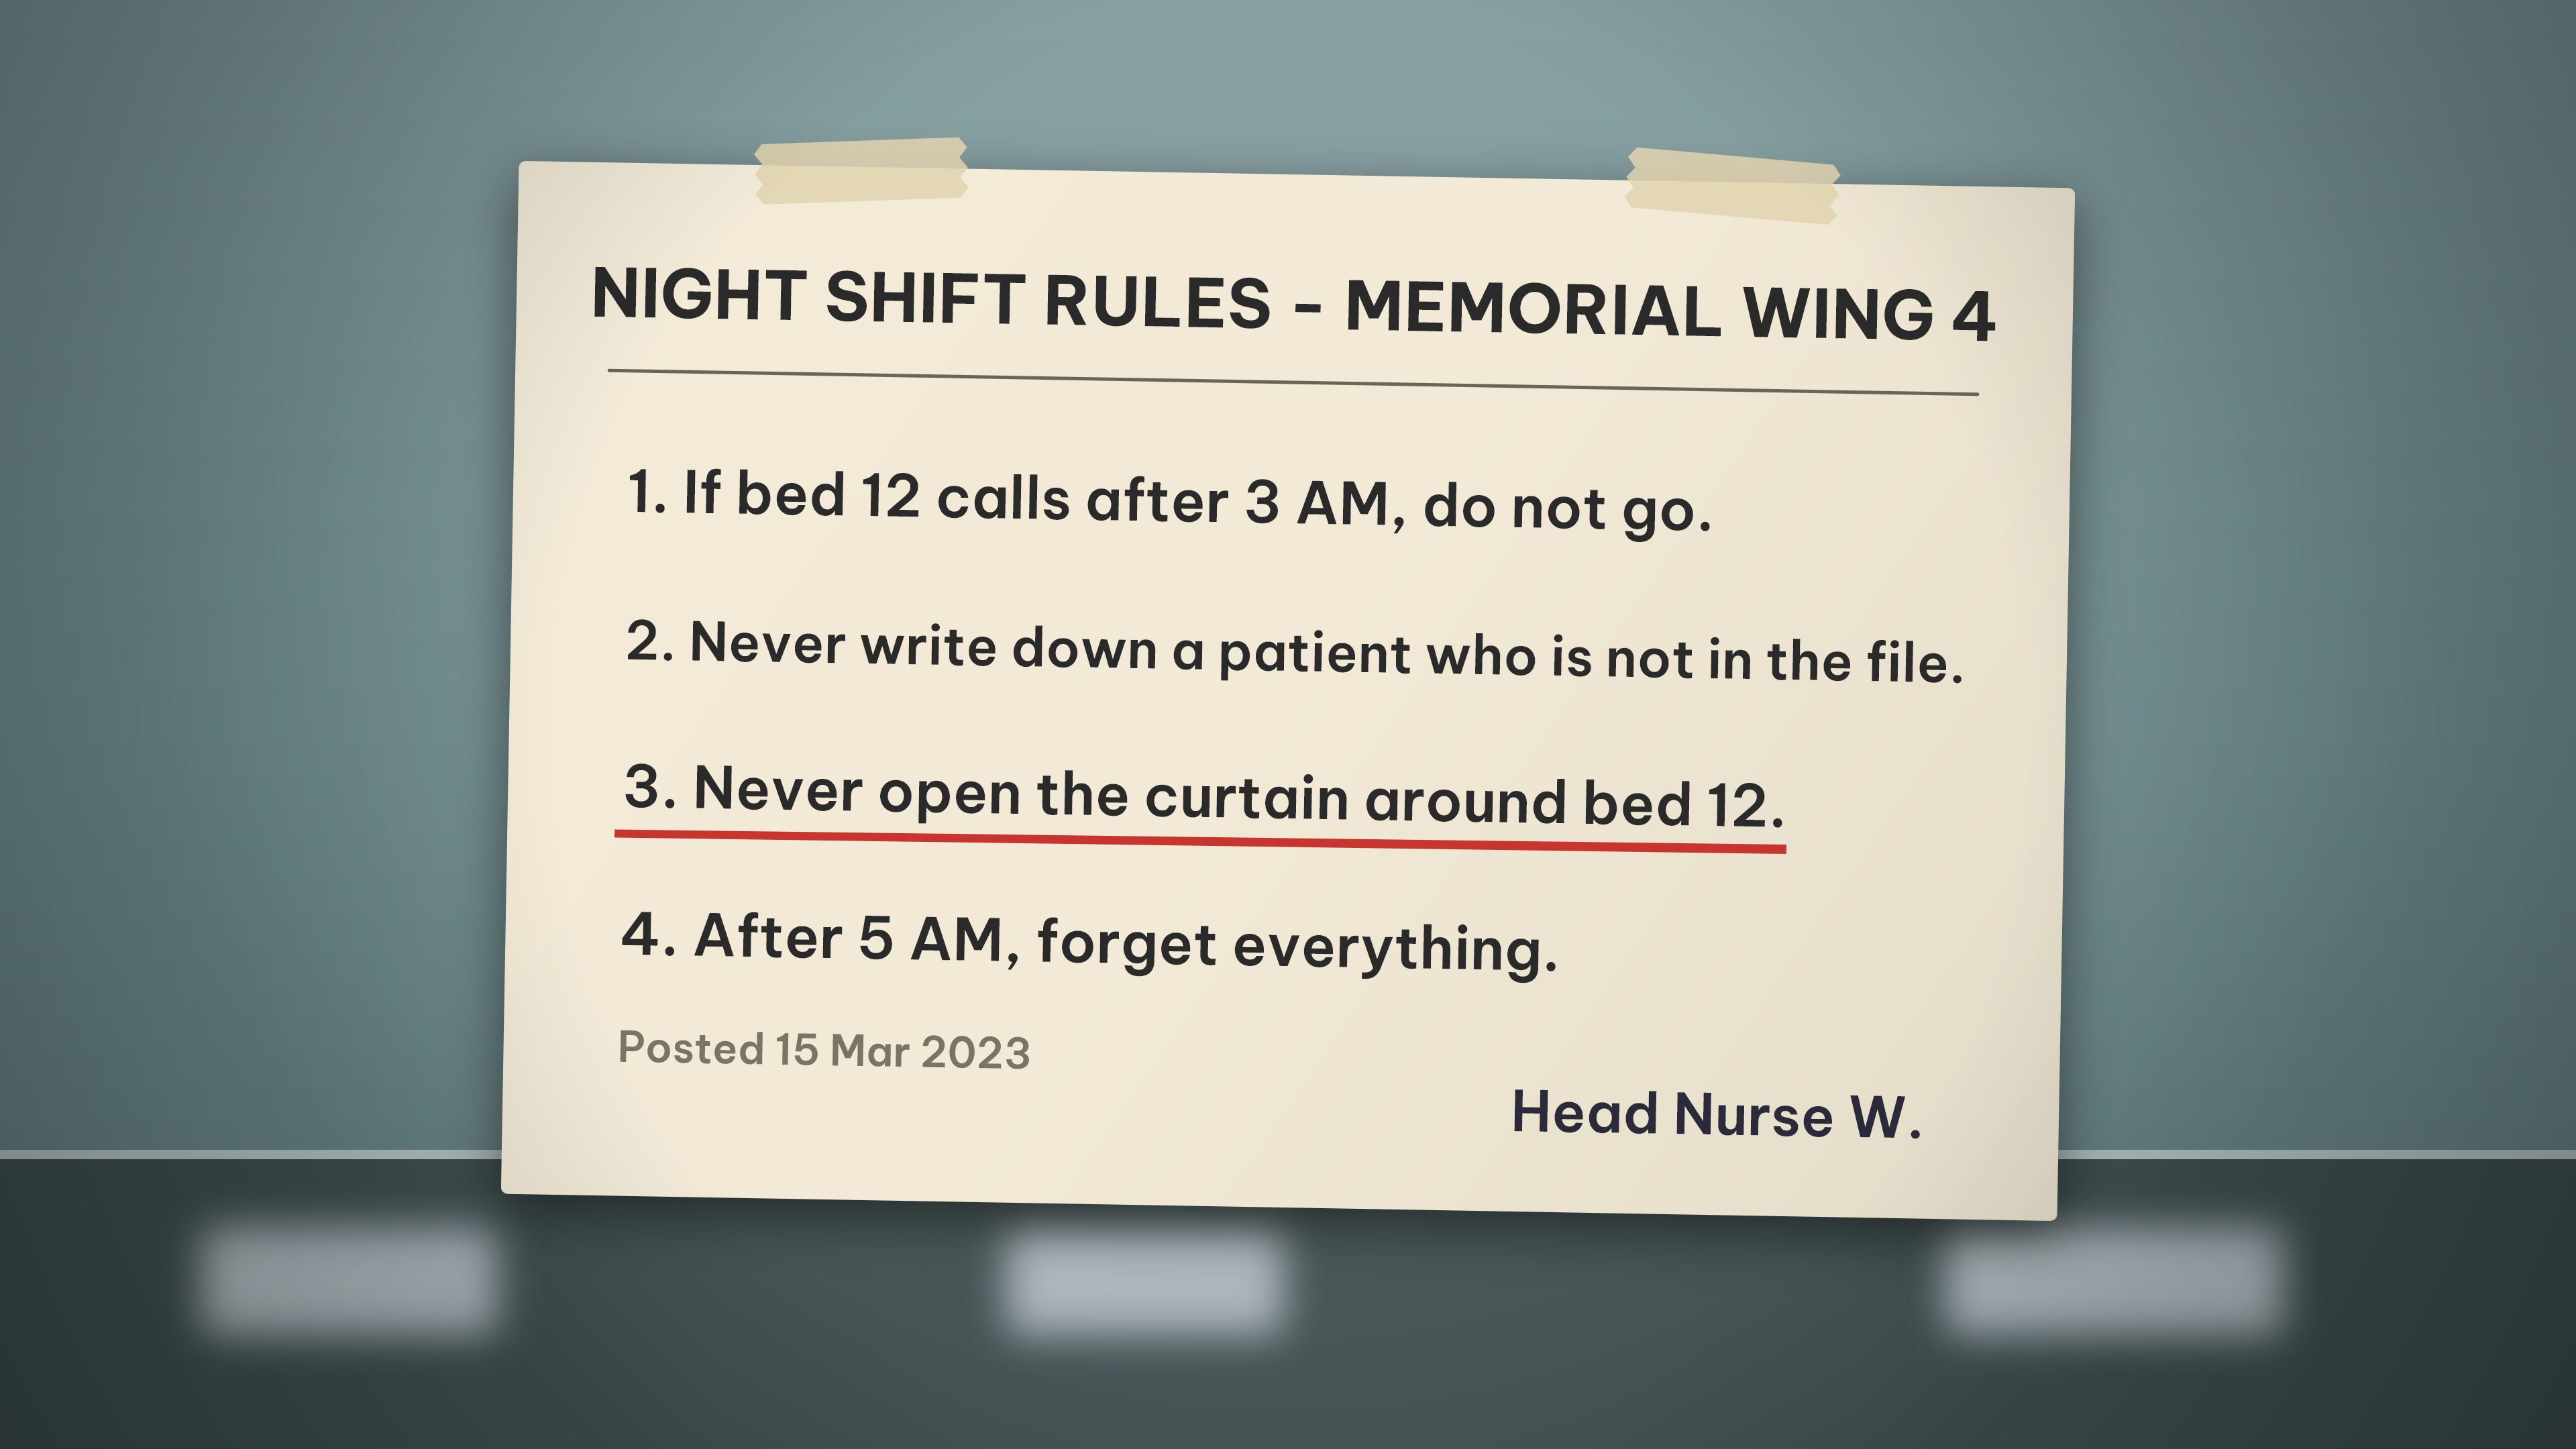 NIGHT SHIFT RULES - MEMORIAL WING 4
1. If bed 12 calls after 3 AM, do not go.
2. Never write down a patient who is not in the file.
3. Never open the curtain around bed 12.
4. After 5 AM, forget everything.
Posted 15 Mar 2023
Head Nurse W.